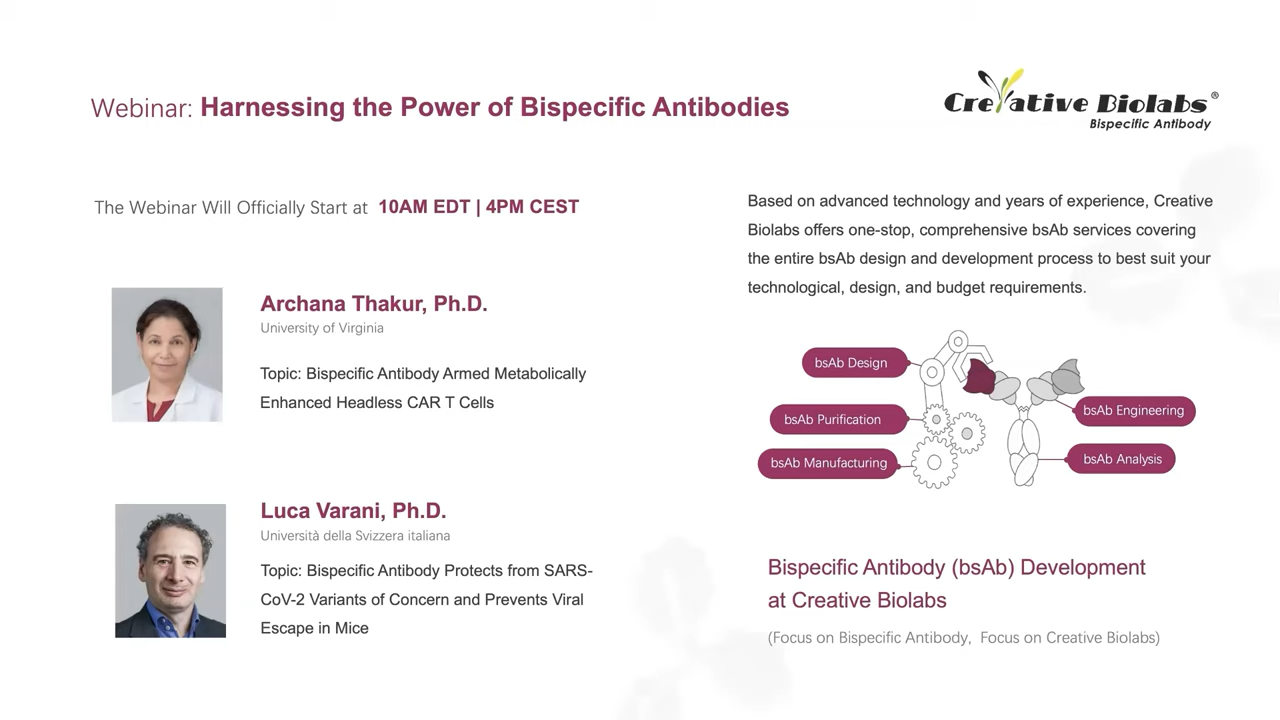 Webinar: Harnessing the Power of Bispecific Antibodies
Creative Biolabs®
Bispecific Antibody
The Webinar Will Officially Start at 10AM EDT | 4PM CEST
Archana Thakur, Ph.D.
University of Virginia
Topic: Bispecific Antibody Armed Metabolically
Enhanced Headless CAR T Cells
Luca Varani, Ph.D.
Università della Svizzera italiana
Topic: Bispecific Antibody Protects from SARS-
CoV-2 Variants of Concern and Prevents Viral
Escape in Mice
Based on advanced technology and years of experience, Creative
Biolabs offers one-stop, comprehensive bsAb services covering
the entire bsAb design and development process to best suit your
technological, design, and budget requirements.
bsAb Design
bsAb Purification
bsAb Manufacturing
bsAb Engineering
bsAb Analysis
Bispecific Antibody (bsAb) Development
at Creative Biolabs
(Focus on Bispecific Antibody, Focus on Creative Biolabs)